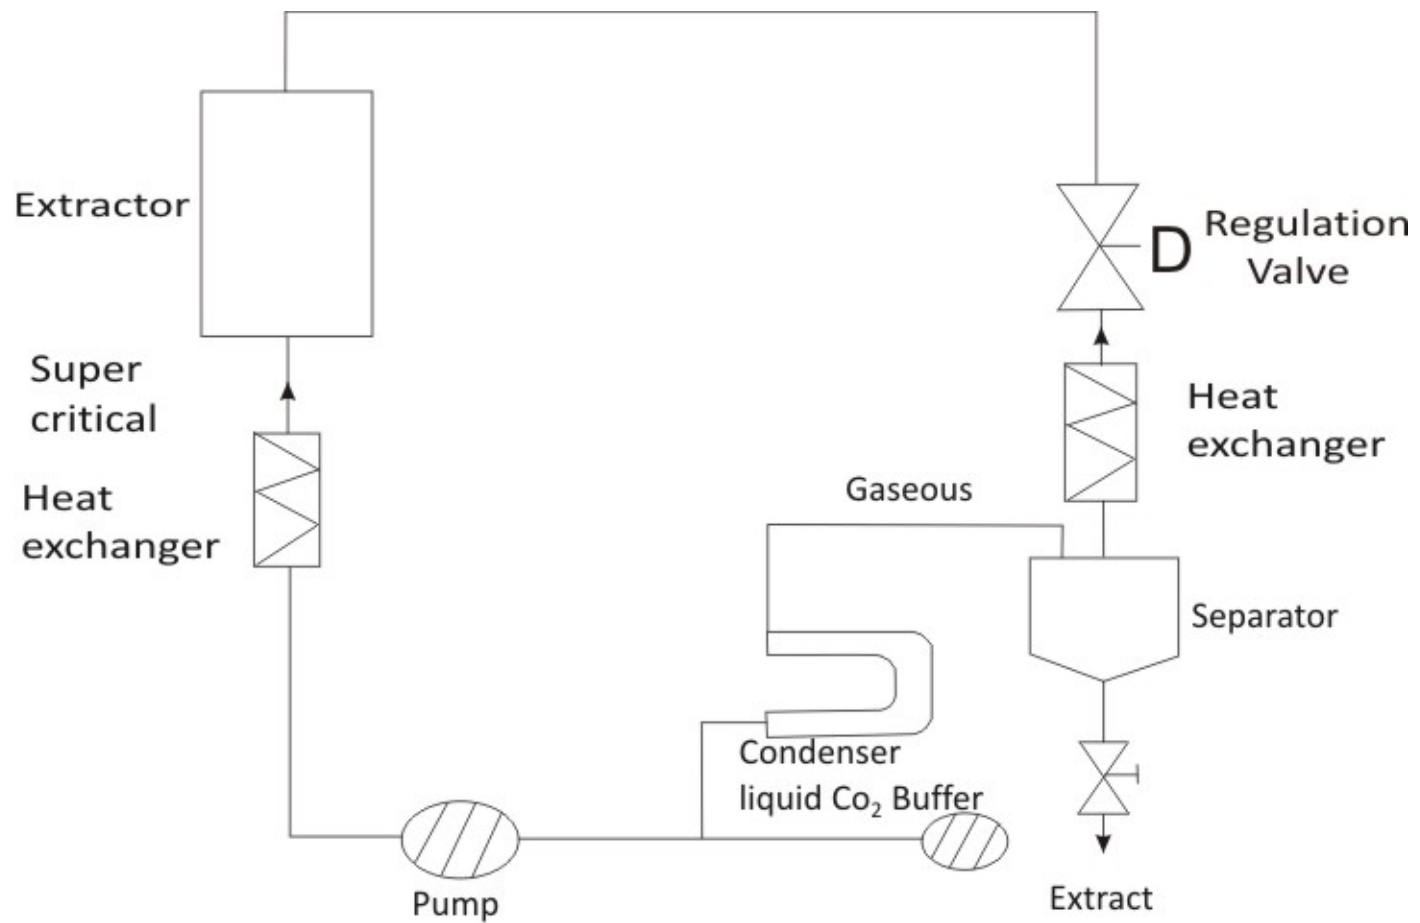 Extractor
D
Regulation
Valve
Super
critical
Heat
exchanger
Heat
exchanger
Gaseous
Separator
Condenser
liquid Co₂ Buffer
Pump
Extract